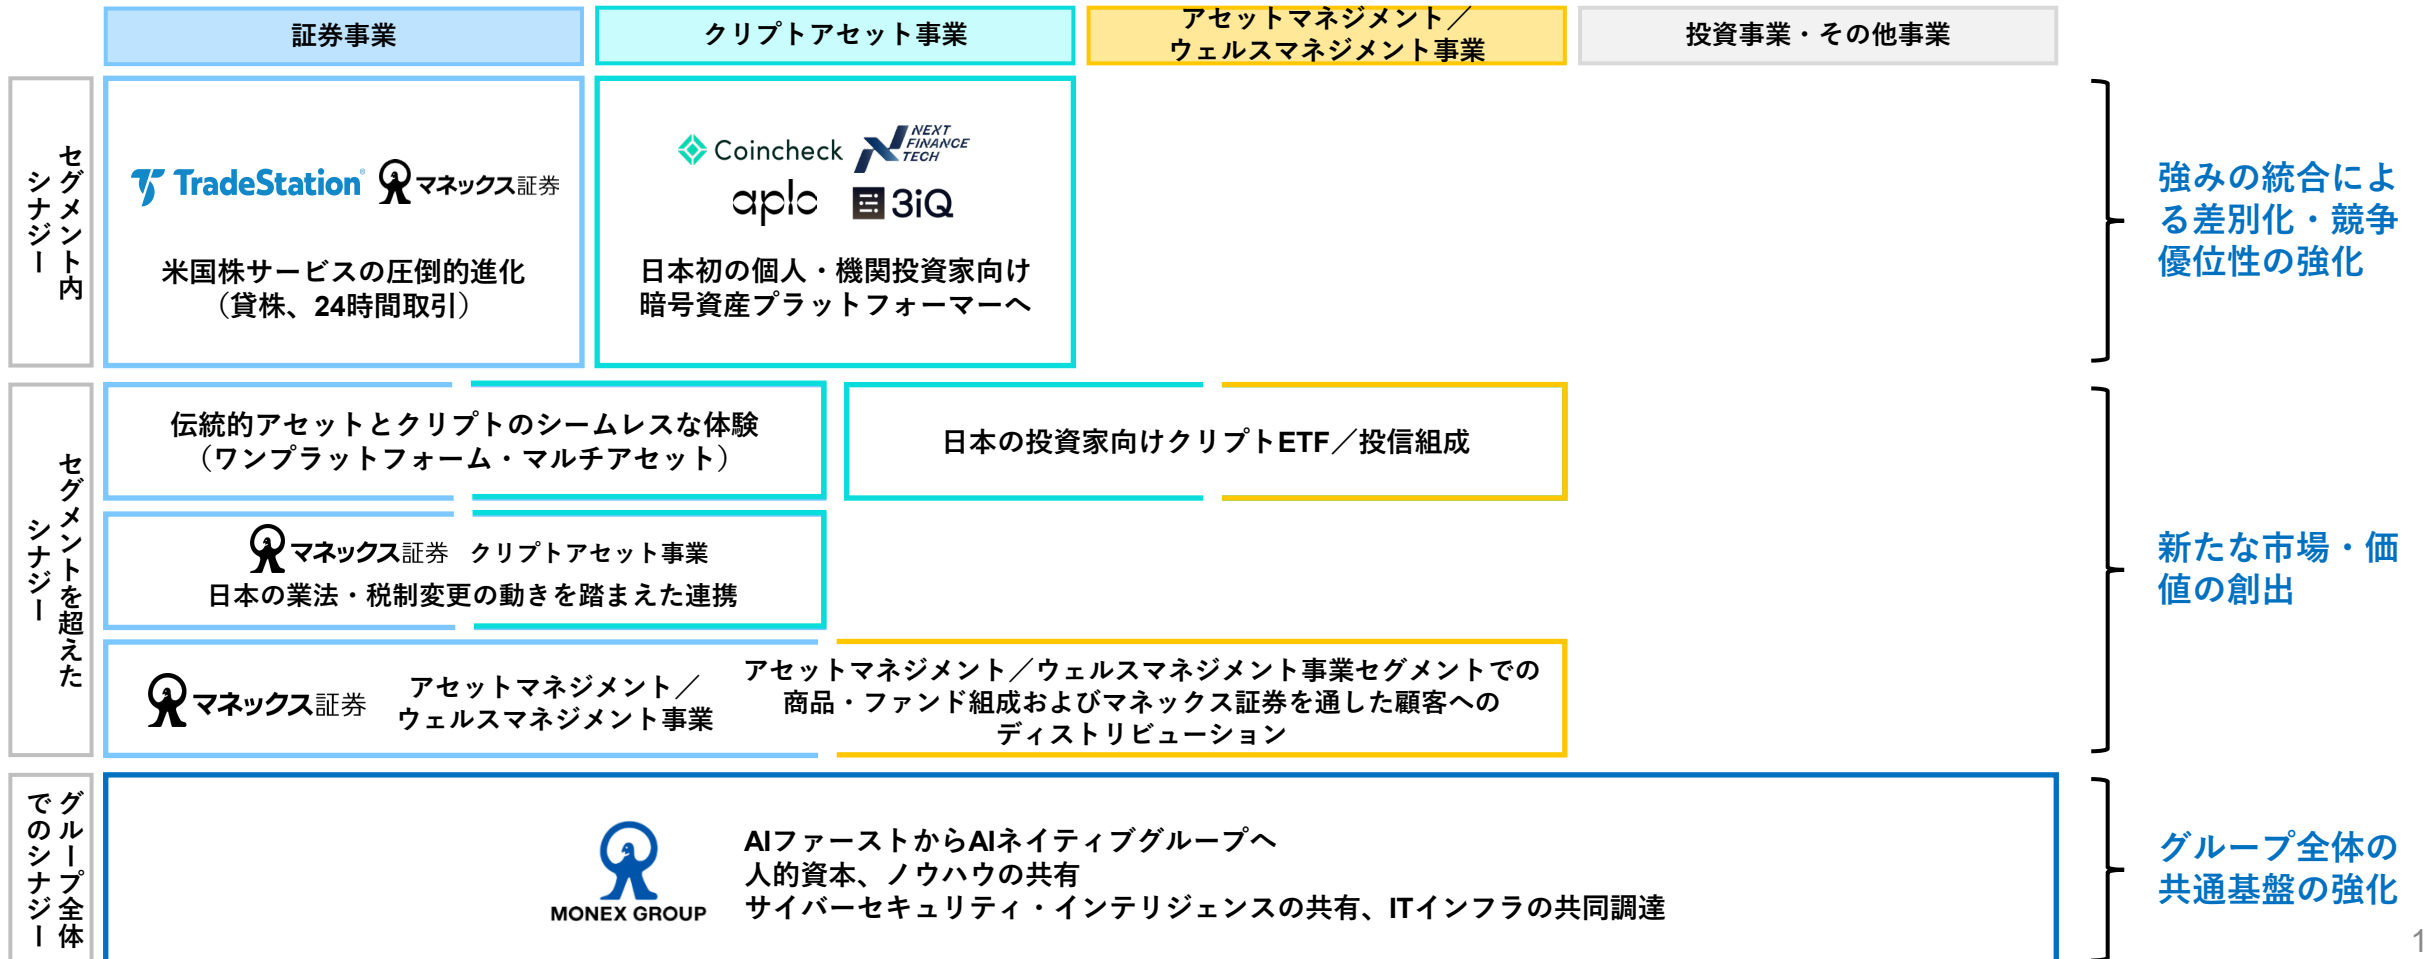 証券事業
クリプトアセット事業
アセットマネジメント／
ウェルスマネジメント事業
投資事業・その他事業
セグメント内
シナジー
TradeStation
マネックス証券
米国株サービスの圧倒的進化
（貸株、24時間取引）
Coincheck
NEXT
FINANCE
TECH
aplo
3iQ
日本初の個人・機関投資家向け
暗号資産プラットフォーマーへ
強みの統合によ
る差別化・競争
優位性の強化
セグメントを超えた
シナジー
伝統的アセットとクリプトのシームレスな体験
（ワンプラットフォーム・マルチアセット）
日本の投資家向けクリプトETF／投信組成
マネックス証券 クリプトアセット事業
日本の業法・税制変更の動きを踏まえた連携
マネックス証券
アセットマネジメント／
ウェルスマネジメント事業
アセットマネジメント／ウェルスマネジメント事業セグメントでの
商品・ファンド組成およびマネックス証券を通した顧客への
ディストリビューション
新たな市場・価
値の創出
グループ全体
でのシナジー
MONEX GROUP
AIファーストからAIネイティブグループへ
人的資本、ノウハウの共有
サイバーセキュリティ・インテリジェンスの共有、ITインフラの共同調達
グループ全体の
共通基盤の強化
1